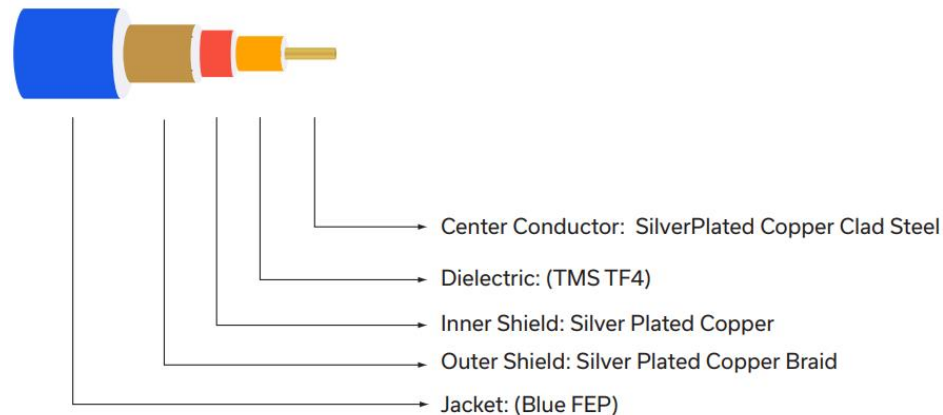 Center Conductor: SilverPlated Copper Clad Steel
Dielectric: (TMS TF4)
Inner Shield: Silver Plated Copper
Outer Shield: Silver Plated Copper Braid
Jacket: (Blue FEP)